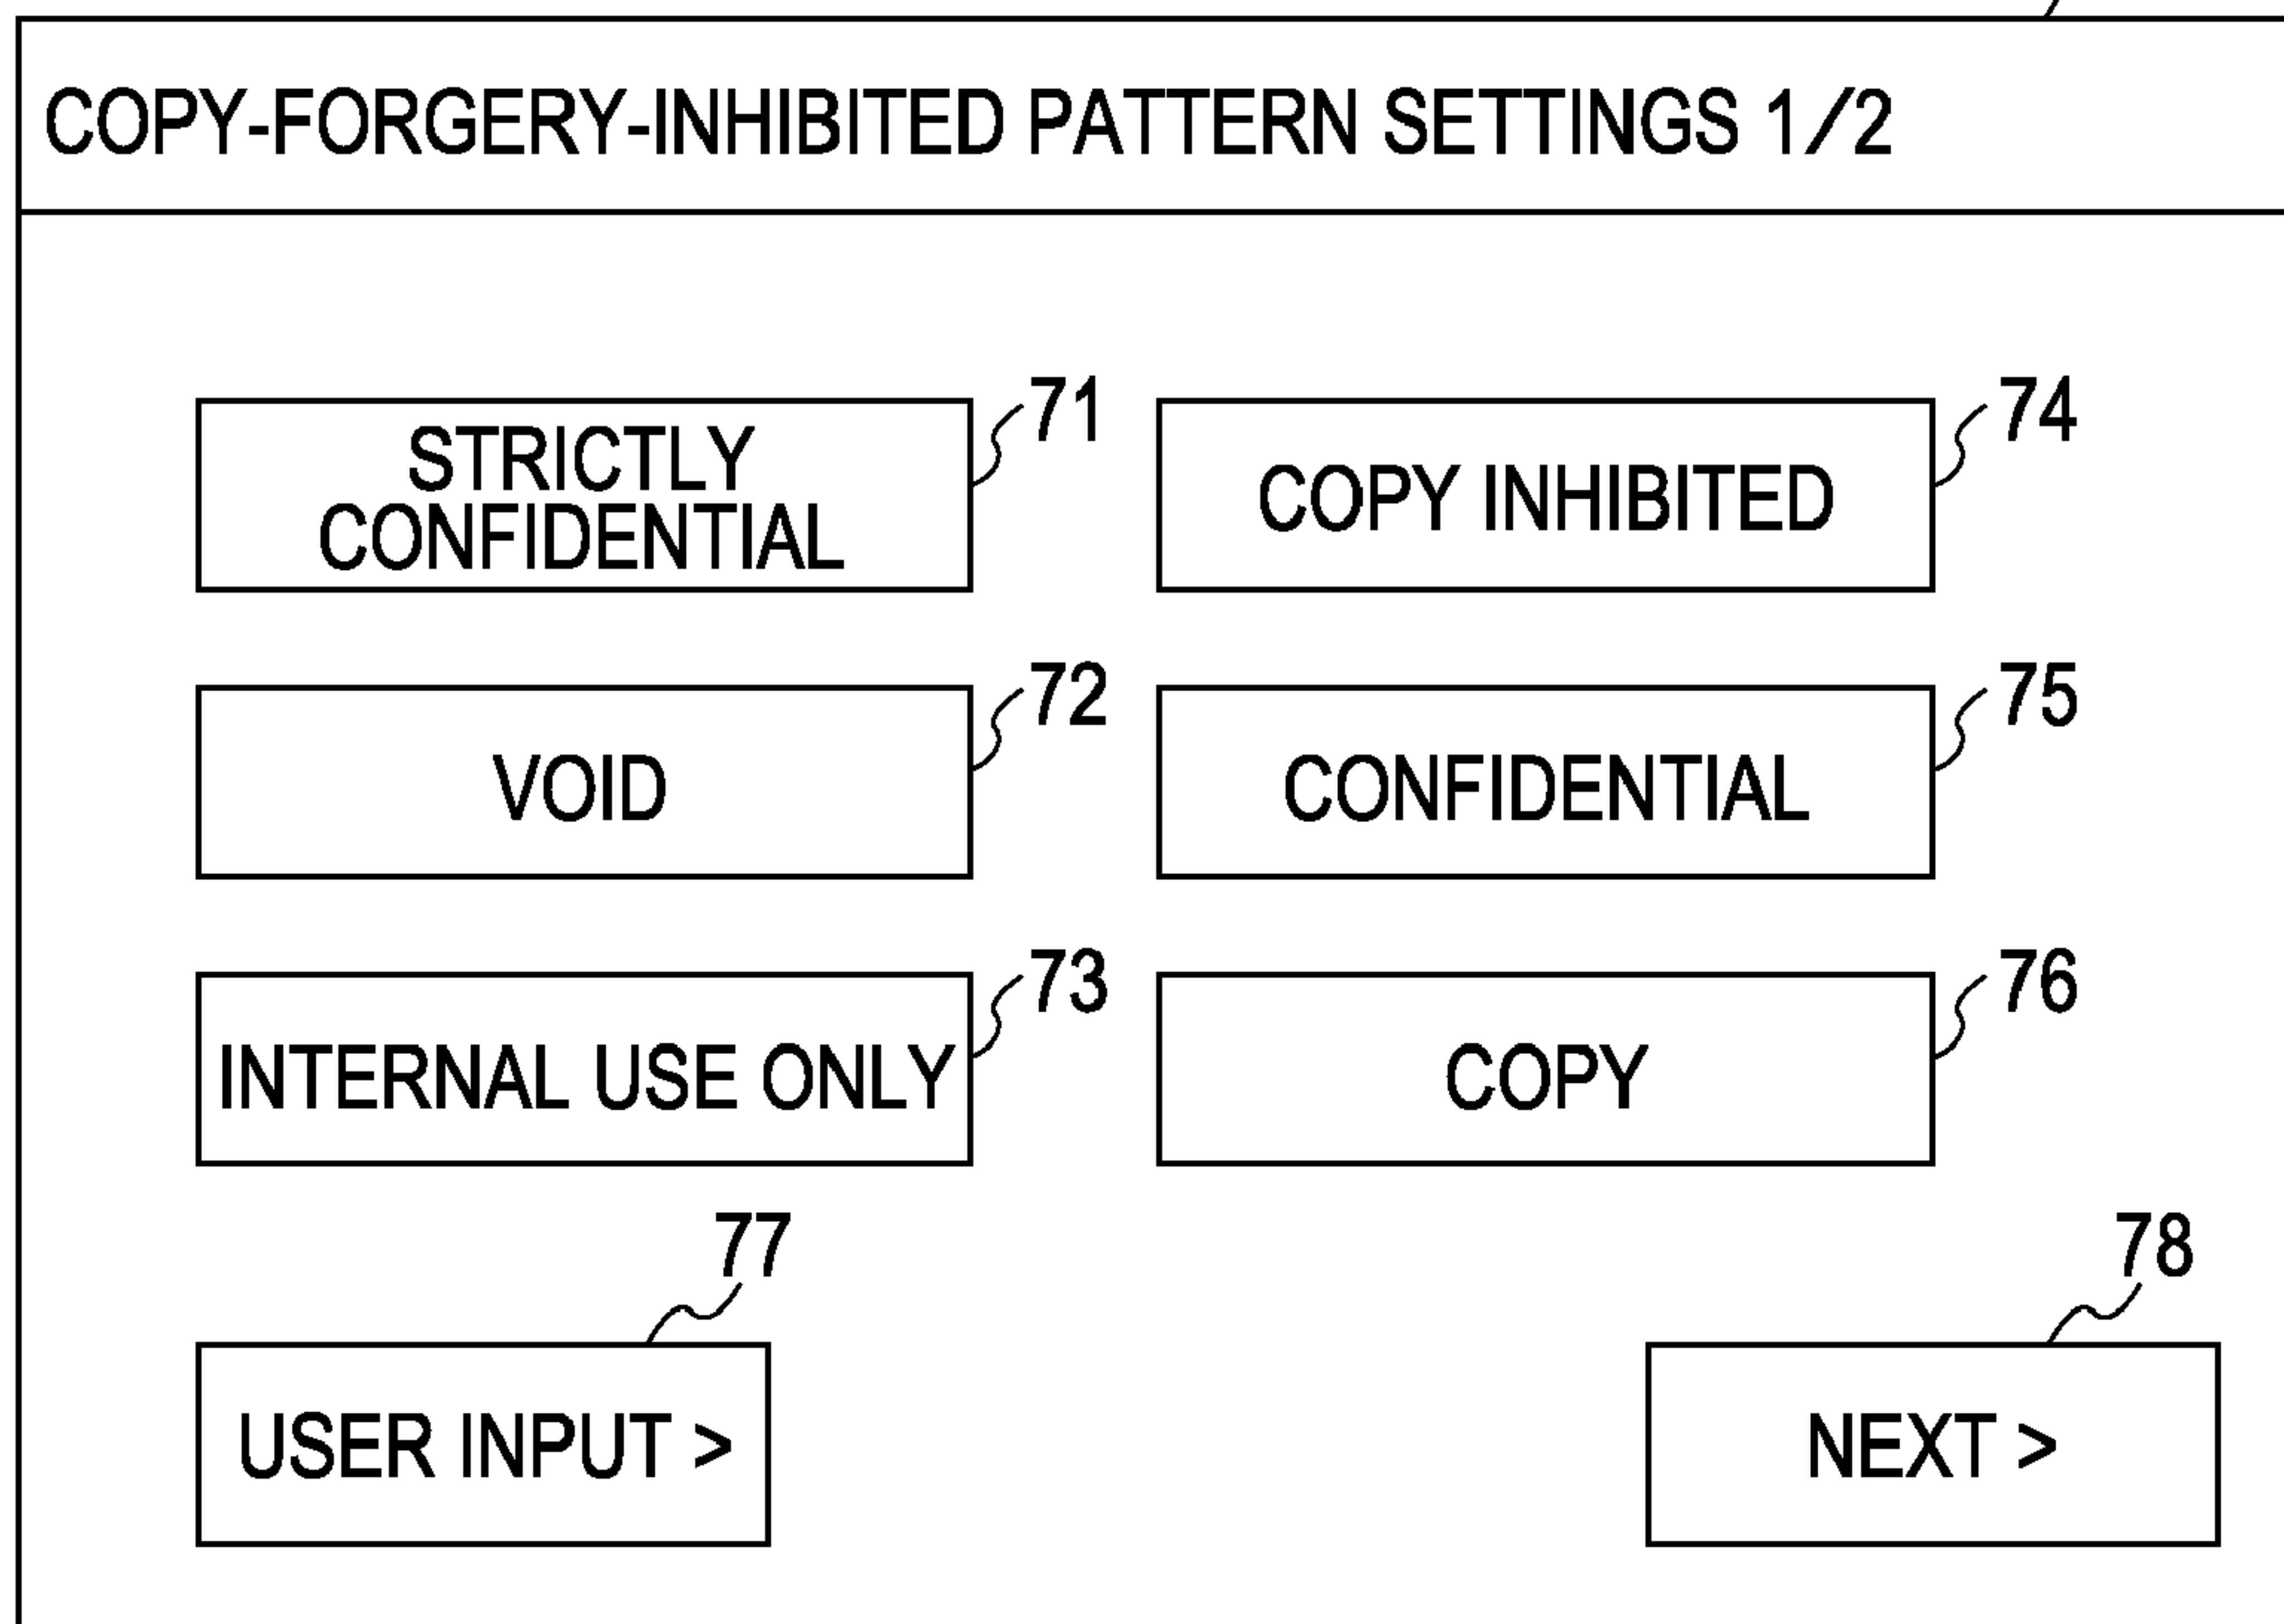 COPY-FORGERY-INHIBITED PATTERN SETTINGS 1/2
71
STRICTLY
CONFIDENTIAL
74
COPY INHIBITED
72
VOID
75
CONFIDENTIAL
73
INTERNAL USE ONLY
76
COPY
77
USER INPUT >
78
NEXT >